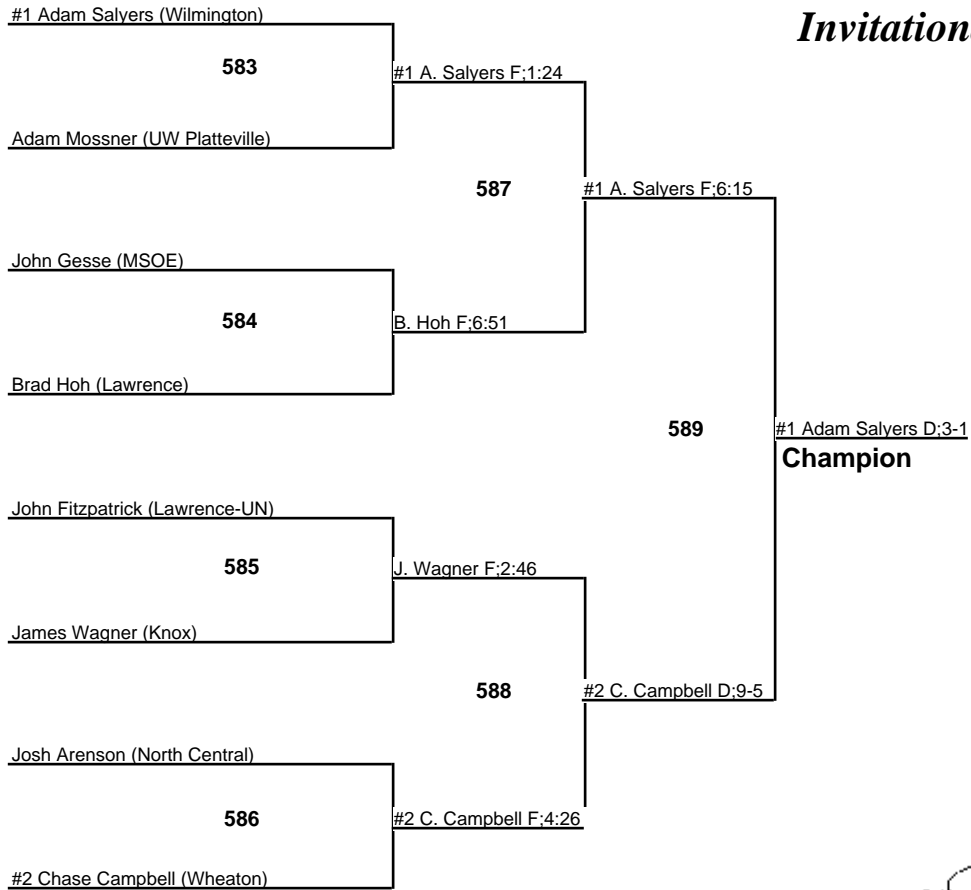 #1 Adam Salyers (Wilmington)
583
#1 A. Salyers F;1:24
Adam Mossner (UW Platteville)
587
#1 A. Salyers F;6:15
John Gesse (MSOE)
584
B. Hoh F;6:51
Brad Hoh (Lawrence)
589
#1 Adam Salyers D;3-1
Champion
John Fitzpatrick (Lawrence-UN)
585
J. Wagner F;2:46
James Wagner (Knox)
588
#2 C. Campbell D;9-5
Josh Arenson (North Central)
586
#2 C. Campbell F;4:26
#2 Chase Campbell (Wheaton)